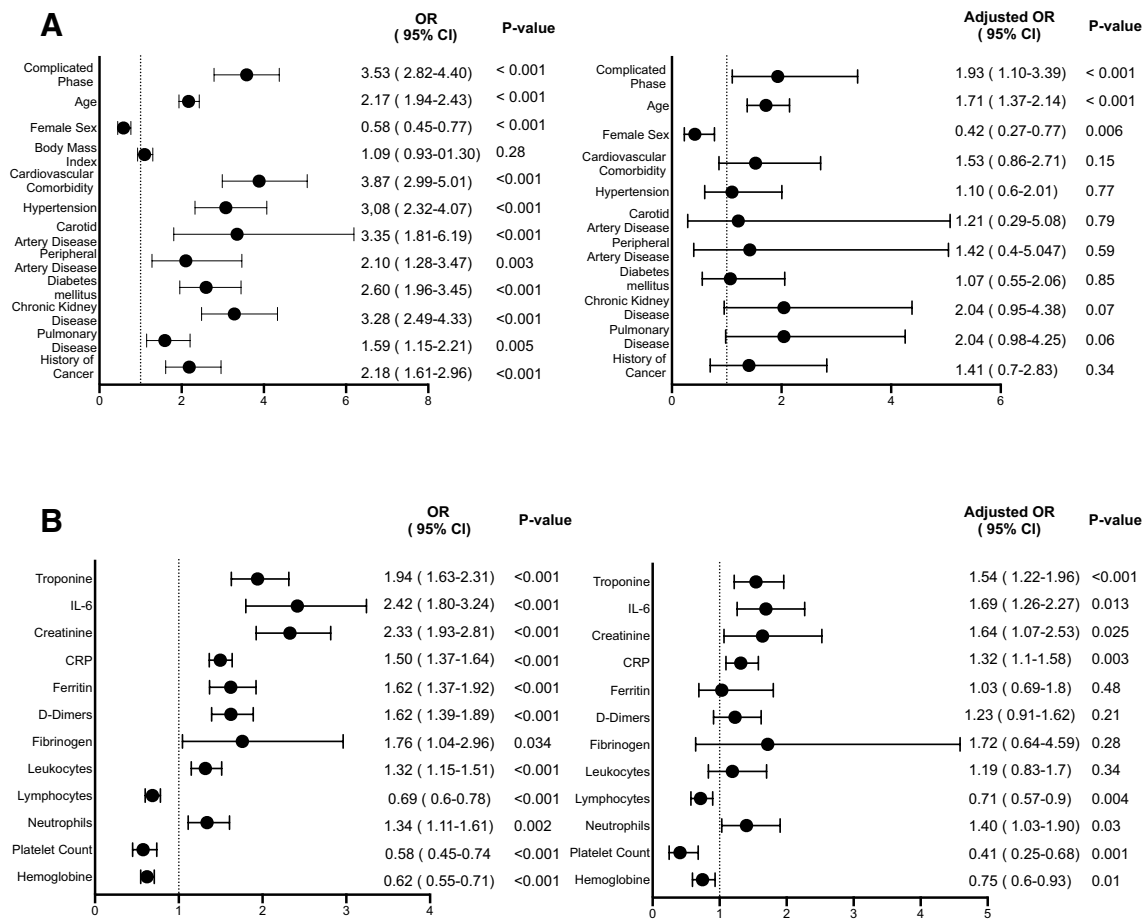 A
OR
( 95% CI)
P-value
Complicated
Phase
3.53 ( 2.82-4.40)
< 0.001
Age
2.17 ( 1.94-2.43)
< 0.001
Female Sex
0.58 ( 0.45-0.77)
< 0.001
Body Mass
Index
1.09 ( 0.93-01.30)
0.28
Cardiovascular
Comorbidity
3.87 ( 2.99-5.01)
<0.001
Hypertension
3,08 ( 2.32-4.07)
<0.001
Carotid
Artery Disease
3.35 ( 1.81-6.19)
<0.001
Peripheral
Artery Disease
2.10 ( 1.28-3.47)
0.003
Diabetes
mellitus
2.60 ( 1.96-3.45)
<0.001
Chronic Kidney
Disease
3.28 ( 2.49-4.33)
<0.001
Pulmonary
Disease
1.59 ( 1.15-2.21)
0.005
History of
Cancer
2.18 ( 1.61-2.96)
<0.001
0 2 4 6 8
Adjusted OR
( 95% CI)
P-value
Complicated
Phase
1.93 ( 1.10-3.39)
< 0.001
Age
1.71 ( 1.37-2.14)
<0.001
Female Sex
0.42 ( 0.27-0.77)
0.006
Cardiovascular
Comorbidity
1.53 ( 0.86-2.71)
0.15
Hypertension
1.10 ( 0.6-2.01)
0.77
Carotid
Artery Disease
1.21 ( 0.29-5.08)
0.79
Peripheral
Artery Disease
1.42 ( 0.4-5.047)
0.59
Diabetes
mellitus
1.07 ( 0.55-2.06)
0.85
Chronic Kidney
Disease
2.04 ( 0.95-4.38)
0.07
Pulmonary
Disease
2.04 ( 0.98-4.25)
0.06
History of
Cancer
1.41 ( 0.7-2.83)
0.34
0 2 4 6
B
OR
( 95% CI)
P-value
Troponine
1.94 ( 1.63-2.31)
<0.001
IL-6
2.42 ( 1.80-3.24)
<0.001
Creatinine
2.33 ( 1.93-2.81)
<0.001
CRP
1.50 ( 1.37-1.64)
<0.001
Ferritin
1.62 ( 1.37-1.92)
<0.001
D-Dimers
1.62 ( 1.39-1.89)
<0.001
Fibrinogen
1.76 ( 1.04-2.96)
0.034
Leukocytes
1.32 ( 1.15-1.51)
<0.001
Lymphocytes
0.69 ( 0.6-0.78)
<0.001
Neutrophils
1.34 ( 1.11-1.61)
0.002
Platelet Count
0.58 ( 0.45-0.74
<0.001
Hemoglobine
0.62 ( 0.55-0.71)
<0.001
0 1 2 3 4
Adjusted OR
( 95% CI)
P-value
Troponine
1.54 ( 1.22-1.96)
<0.001
IL-6
1.69 ( 1.26-2.27)
0.013
Creatinine
1.64 ( 1.07-2.53)
0.025
CRP
1.32 ( 1.1-1.58)
0.003
Ferritin
1.03 ( 0.69-1.8)
0.48
D-Dimers
1.23 ( 0.91-1.62)
0.21
Fibrinogen
1.72 ( 0.64-4.59)
0.28
Leukocytes
1.19 ( 0.83-1.7)
0.34
Lymphocytes
0.71 ( 0.57-0.9)
0.004
Neutrophils
1.40 ( 1.03-1.90)
0.03
Platelet Count
0.41 ( 0.25-0.68)
0.001
Hemoglobine
0.75 ( 0.6-0.93)
0.01
0 1 2 3 4 5